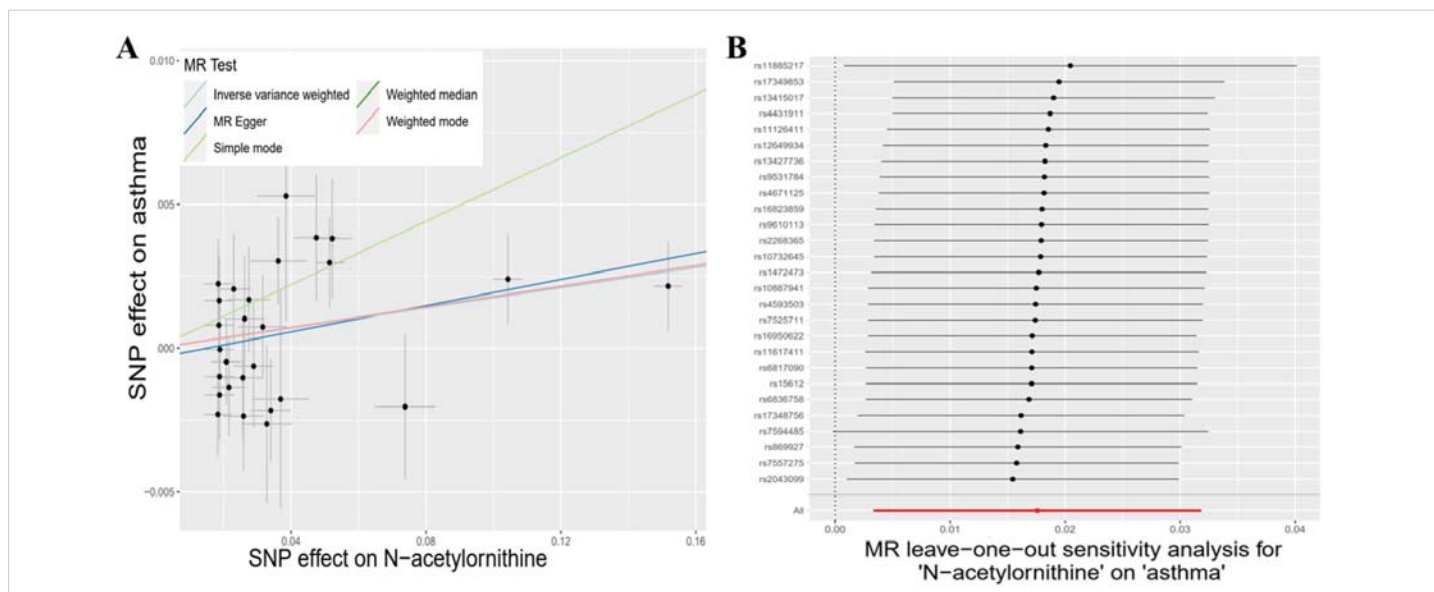 A
MR Test
Inverse variance weighted
Weighted median
MR Egger
Weighted mode
Simple mode
0.010
005
000
−0.005
0.04
0.08
0.12
0.16
SNP effect on asthma
SNP effect on N−acetylornithine
B
rs11885217
rs17349853
rs13415017
rs4431911
rs11126411
rs12649934
rs13427736
rs9531784
rs4671125
rs16823859
rs9610113
rs2268365
rs10732645
rs1472473
rs10887941
rs4593503
rs7525711
rs16950622
rs11617411
rs6817090
rs15612
rs6836758
rs17348756
rs7594485
rs869927
rs7557275
rs2043099
All
0.00
0.01
0.02
0.03
0.04
MR leave−one−out sensitivity analysis for
'N−acetylornithine' on 'asthma'